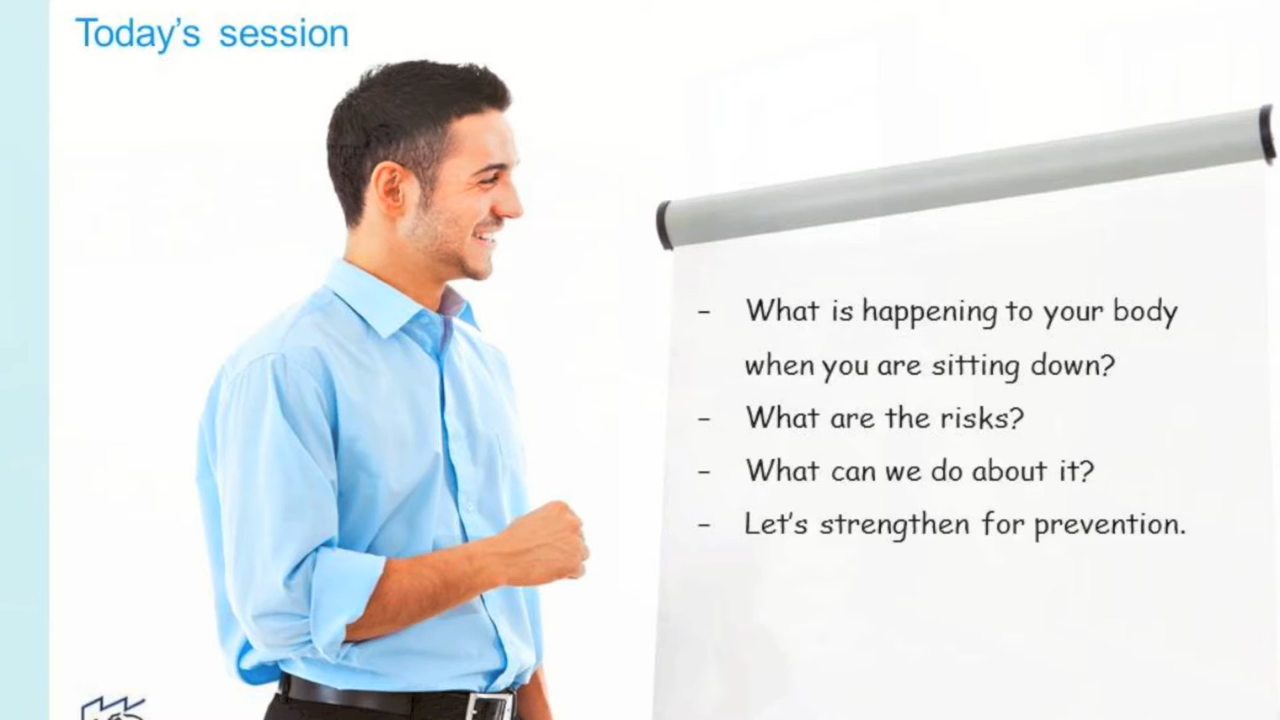 Today's session
- What is happening to your body
when you are sitting down?
- What are the risks?
- What can we do about it?
- Let's strengthen for prevention.